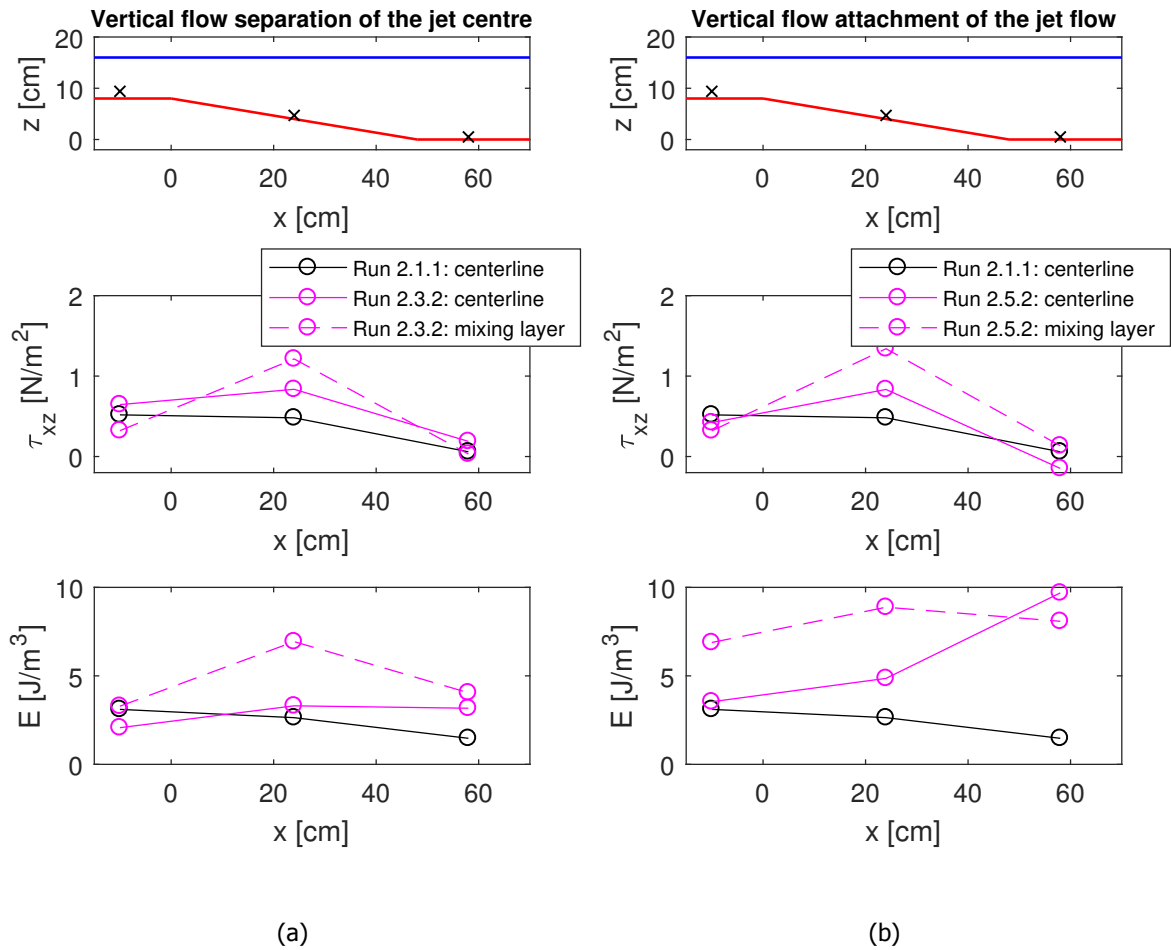 Vertical flow separation of the jet centre
20
10
0
z [cm]
0 20 40 60
x [cm]
Run 2.1.1: centerline
Run 2.3.2: centerline
Run 2.3.2: mixing layer
2
1
0
τxz [N/m²]
0 20 40 60
x [cm]
10
5
0
E [J/m³]
0 20 40 60
x [cm]
(a)
Vertical flow attachment of the jet flow
20
10
0
z [cm]
0 20 40 60
x [cm]
Run 2.1.1: centerline
Run 2.5.2: centerline
Run 2.5.2: mixing layer
2
1
0
τxz [N/m²]
0 20 40 60
x [cm]
10
5
0
E [J/m³]
0 20 40 60
x [cm]
(b)